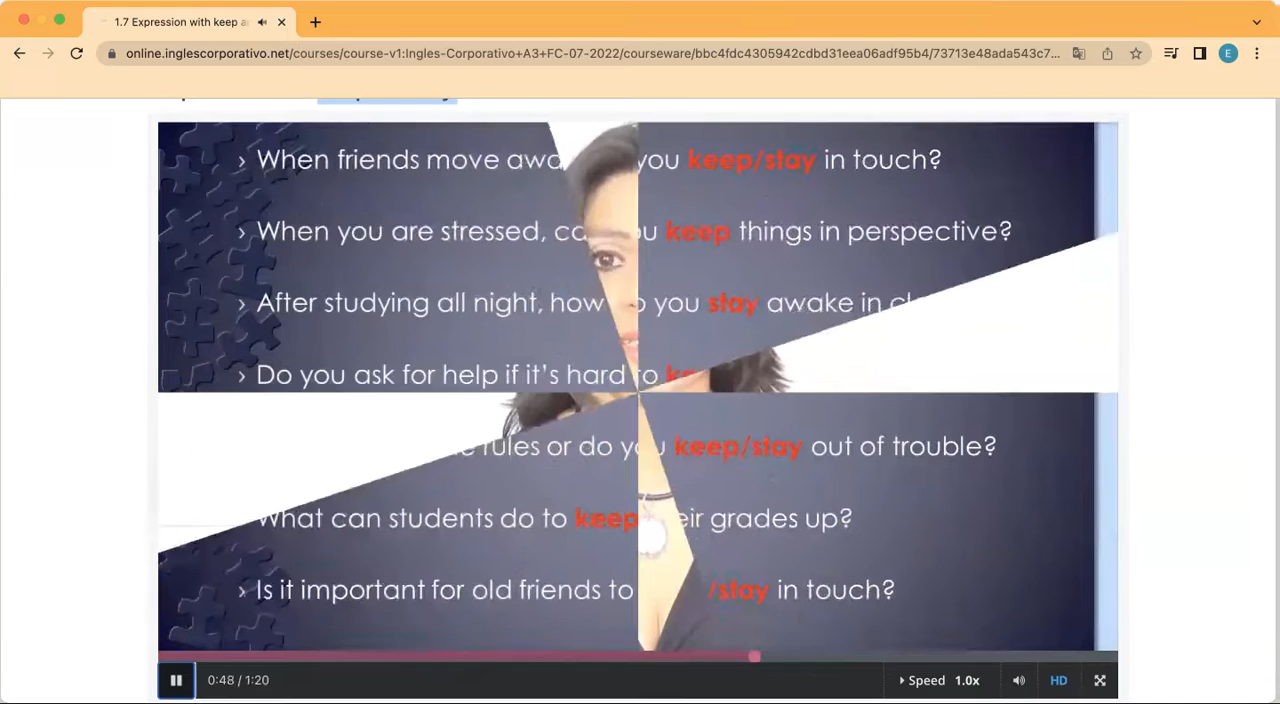 1.7 Expression with keep a
online.inglescorporativo.net/courses/course-v1:Ingles-Corporativo+A3+FC-07-2022/courseware/bbc4fdc4305942cdbd31eea06adf95b4/73713e48ada543c7...
E
› When friends move you keep/stay in touch?
› When you are stressed, keep things in perspective?
› After studying all night, how you stay awake in
› Do you ask for help if it's hard to
rules or do you keep/stay out of trouble?
What can students do to keep grades up?
› Is it important for old friends to /stay in touch?
0:48 / 1:20
Speed 1.0x
HD